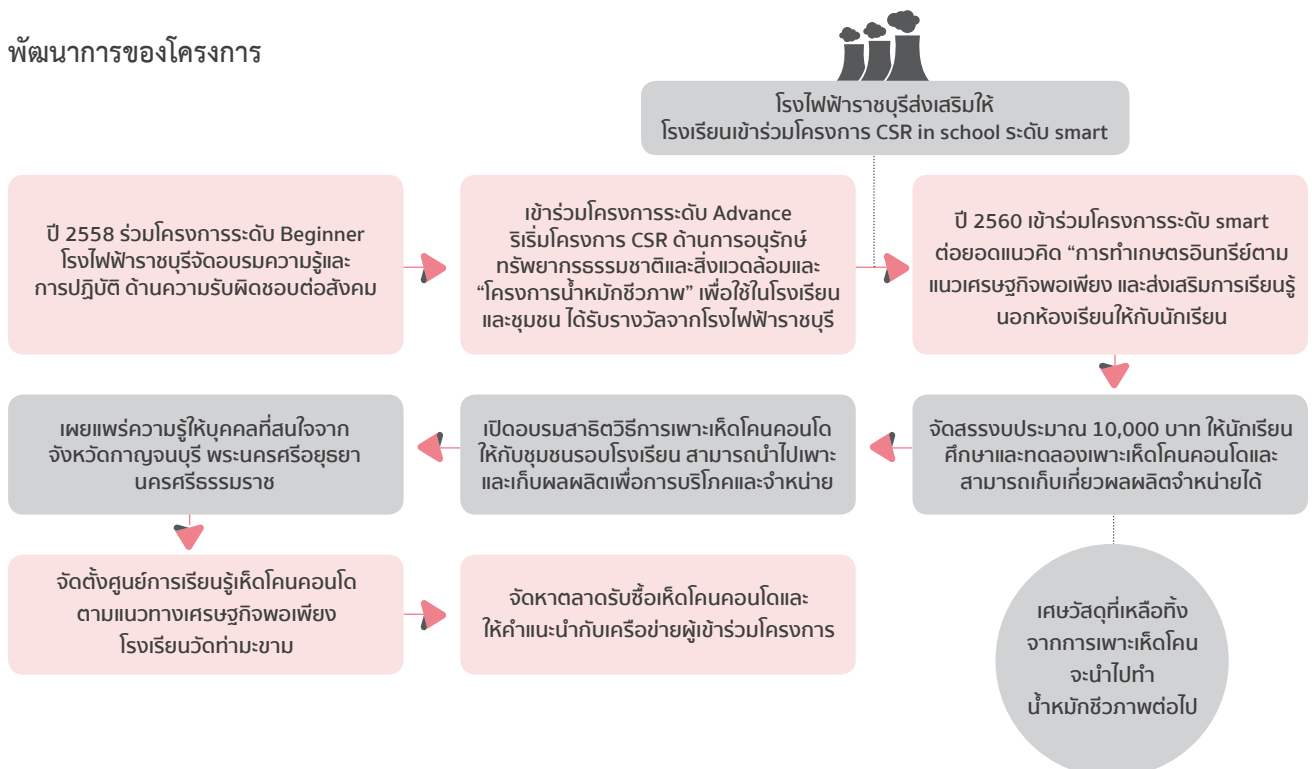 พัฒนาการของโครงการ
โรงไฟฟ้าราชบุรีส่งเสริมให้
โรงเรียนเข้าร่วมโครงการ CSR in school ระดับ smart
ปี 2558 ร่วมโครงการระดับ Beginner
โรงไฟฟ้าราชบุรีจัดอบรมความรู้และ
การปฏิบัติ ด้านความรับผิดชอบต่อสังคม
เข้าร่วมโครงการระดับ Advance
ริเริ่มโครงการ CSR ด้านการอนุรักษ์
ทรัพยากรธรรมชาติและสิ่งแวดล้อมและ
“โครงการน้ำหมักชีวภาพ” เพื่อใช้ในโรงเรียน
และชุมชน ได้รับรางวัลจากโรงไฟฟ้าราชบุรี
ปี 2560 เข้าร่วมโครงการระดับ smart
ต่อยอดแนวคิด “การทำเกษตรอินทรีย์ตาม
แนวเศรษฐกิจพอเพียง และส่งเสริมการเรียนรู้
นอกห้องเรียนให้กับนักเรียน
จัดสรรงบประมาณ 10,000 บาท ให้นักเรียน
ศึกษาและทดลองเพาะเห็ดโคนคอนโดและ
สามารถเก็บเกี่ยวผลผลิตจำหน่ายได้
เปิดอบรมสาธิตวิธีการเพาะเห็ดโคนคอนโด
ให้กับชุมชนรอบโรงเรียน สามารถนำไปเพาะ
และเก็บผลผลิตเพื่อการบริโภคและจำหน่าย
เผยแพร่ความรู้ให้บุคคลที่สนใจจาก
จังหวัดกาญจนบุรี พระนครศรีอยุธยา
นครศรีธรรมราช
จัดตั้งศูนย์การเรียนรู้เห็ดโคนคอนโด
ตามแนวทางเศรษฐกิจพอเพียง
โรงเรียนวัดท่ามะขาม
จัดหาตลาดรับซื้อเห็ดโคนคอนโดและ
ให้คำแนะนำกับเครือข่ายผู้เข้าร่วมโครงการ
เศษวัสดุที่เหลือทิ้ง
จากการเพาะเห็ดโคน
จะนำไปทำ
น้ำหมักชีวภาพต่อไป